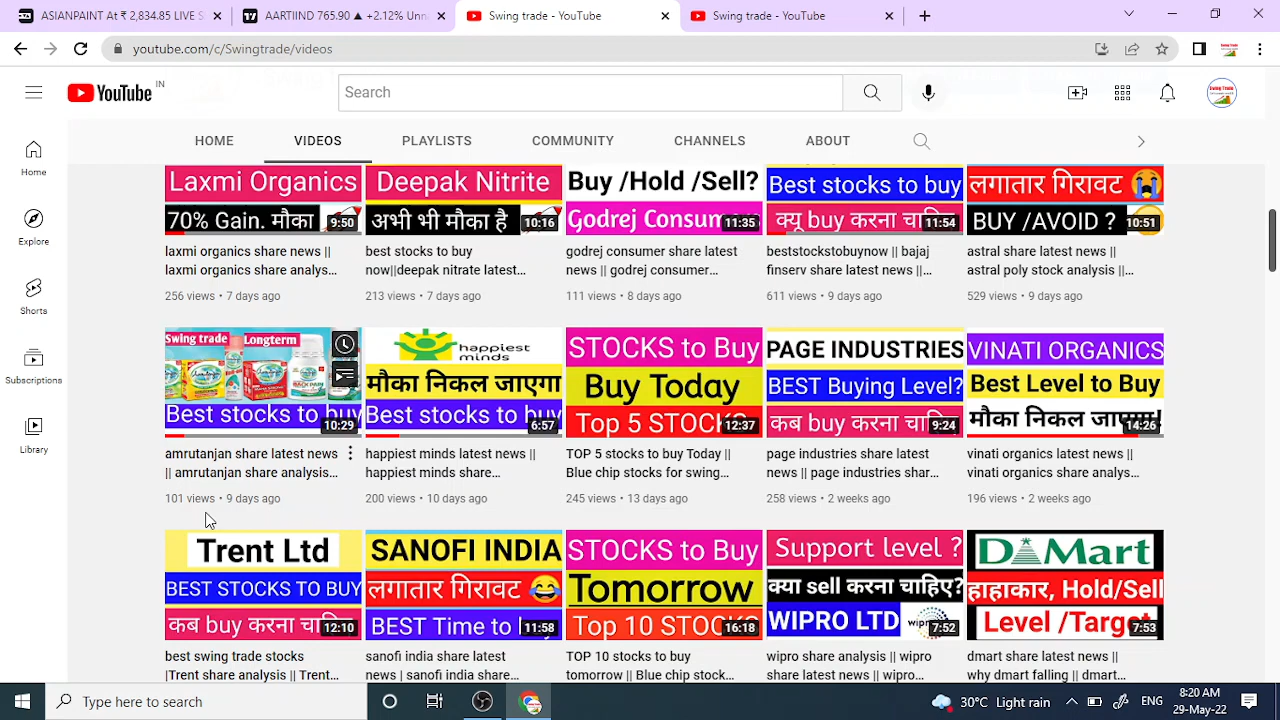 ASIANPAINT At ₹ 2,834.85 LIVE S
AARTIIND 765.90 ▲+2.12% Unt
Swing trade - YouTube
Swing trade - YouTube
youtube.com/c/Swingtrade/videos
YouTube IN
Search
HOME VIDEOS PLAYLISTS COMMUNITY CHANNELS ABOUT
Home
Explore
Shorts
Subscriptions
Library
Laxmi Organics
70% Gain. मौका
9:50
laxmi organics share news ||
laxmi organics share analys...
256 views • 7 days ago
Deepak Nitrite
अभी भी मौका है
10:16
best stocks to buy
now||deepak nitrate latest...
213 views • 7 days ago
Buy /Hold /Sell?
Godrej Consum
11:35
godrej consumer share latest
news || godrej consumer...
111 views • 8 days ago
Best stocks to buy
क्यू buy करना चाहि
11:54
beststockstobuynow || bajaj
finserv share latest news ||...
611 views • 9 days ago
लगातार गिरावट 😭
BUY /AVOID ?
10:51
astral share latest news ||
astral poly stock analysis ||...
529 views • 9 days ago
Swing trade Longterm
Best stocks to buy
10:29
amrutanjan share latest news
|| amrutanjan share analysis...
101 views • 9 days ago
happiest
minds
मौका निकल जाएगा
Best stocks to buy
6:57
happiest minds latest news ||
happiest minds share...
200 views • 10 days ago
STOCKS to Buy
Buy Today
Top 5 STOCK
12:37
TOP 5 stocks to buy Today ||
Blue chip stocks for swing...
245 views • 13 days ago
PAGE INDUSTRIES
BEST Buying Level?
कब buy करना चाहि
9:24
page industries share latest
news || page industries shar...
258 views • 2 weeks ago
VINATI ORGANICS
Best Level to Buy
मौका निकल जाएगा!
14:26
vinati organics latest news ||
vinati organics share analys...
196 views • 2 weeks ago
Trent Ltd
BEST STOCKS TO BUY
कब buy करना चा
12:10
best swing trade stocks
|Trent share analysis || Trent...
SANOFI INDIA
लगातार गिरावट 😂
BEST Time to
11:58
sanofi india share latest
news | sanofi india share...
STOCKS to Buy
Tomorrow
Top 10 STOC
16:18
TOP 10 stocks to buy
tomorrow || Blue chip stock...
Support level ?
क्या sell करना चाहिए?
WIPRO LTD wipro
7:52
wipro share analysis || wipro
share latest news || wipro...
DMart
हाहाकार, Hold/Sell
Level /Target
7:53
dmart share latest news ||
why dmart falling || dmart...
Type here to search
30°C Light rain
ENG
8:20 AM
29-May-22